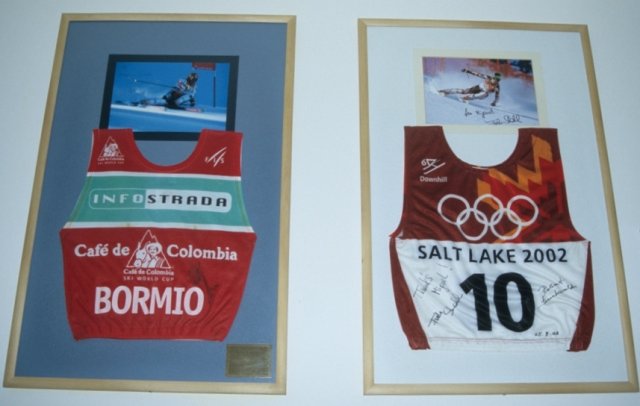 Café de
Colombia
SKI WORLD CUP
INFOSTRADA
Café de Colombia
Café de Colombia
SKI WORLD CUP
BORMIO
Downhill
SALT LAKE 2002
10